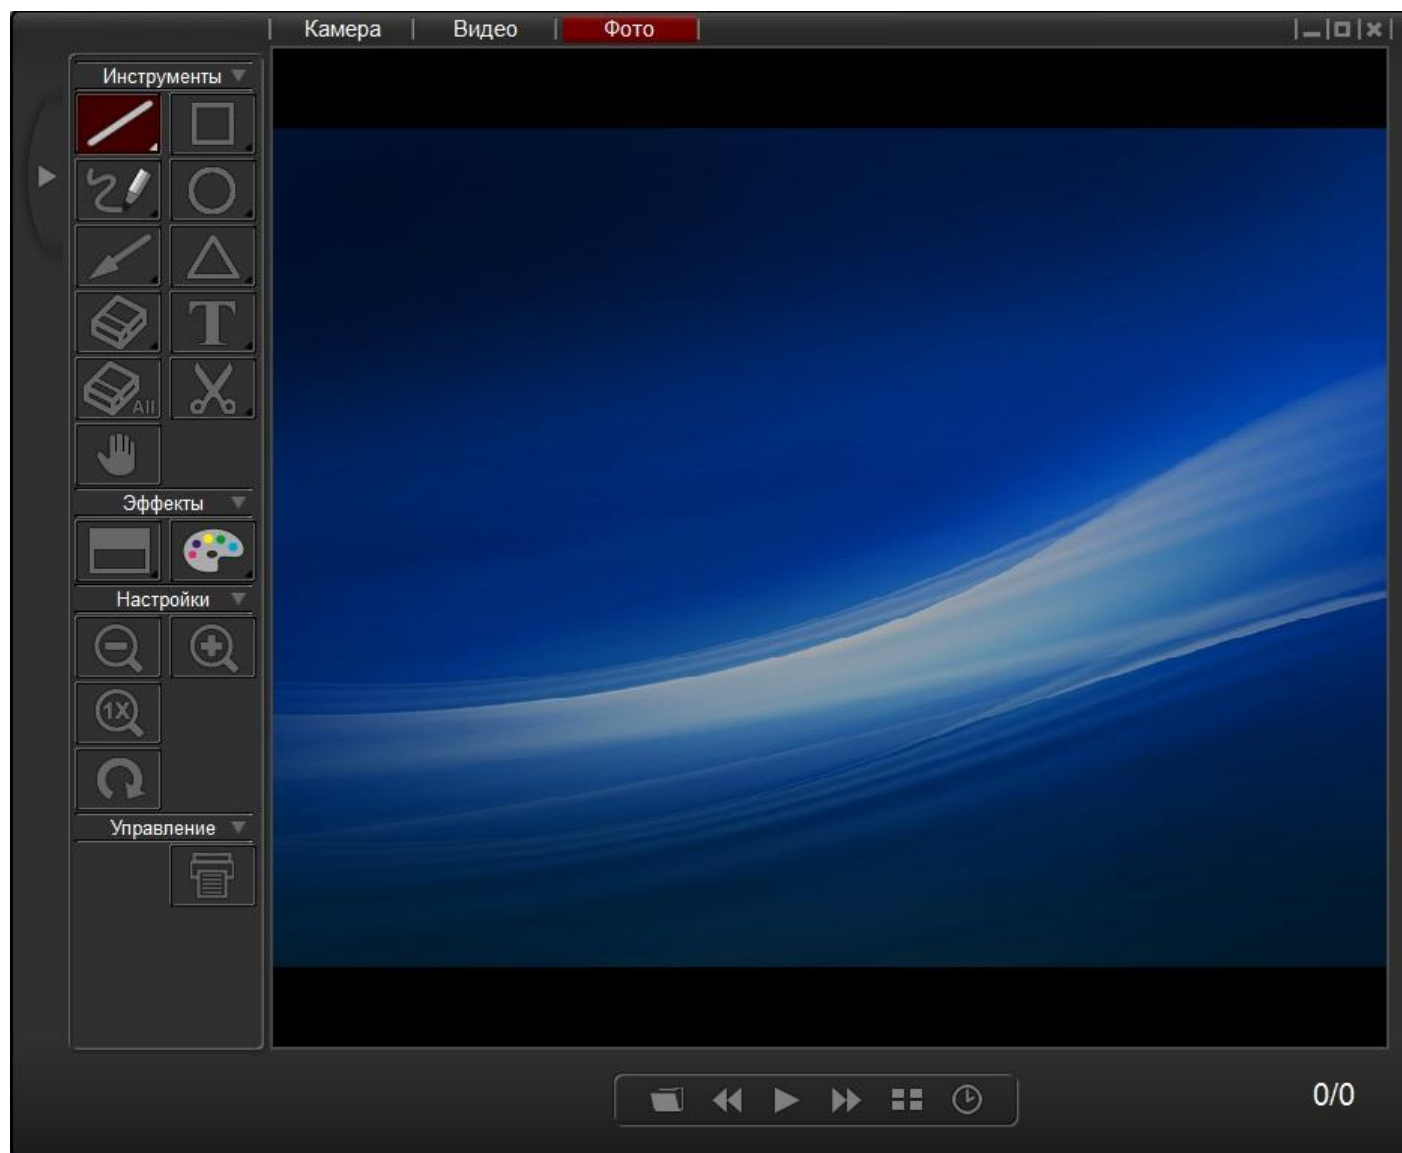 Камера
Видео
Фото
Инструменты
T
All
Эффекты
Настройки
1X
Управление
0/0